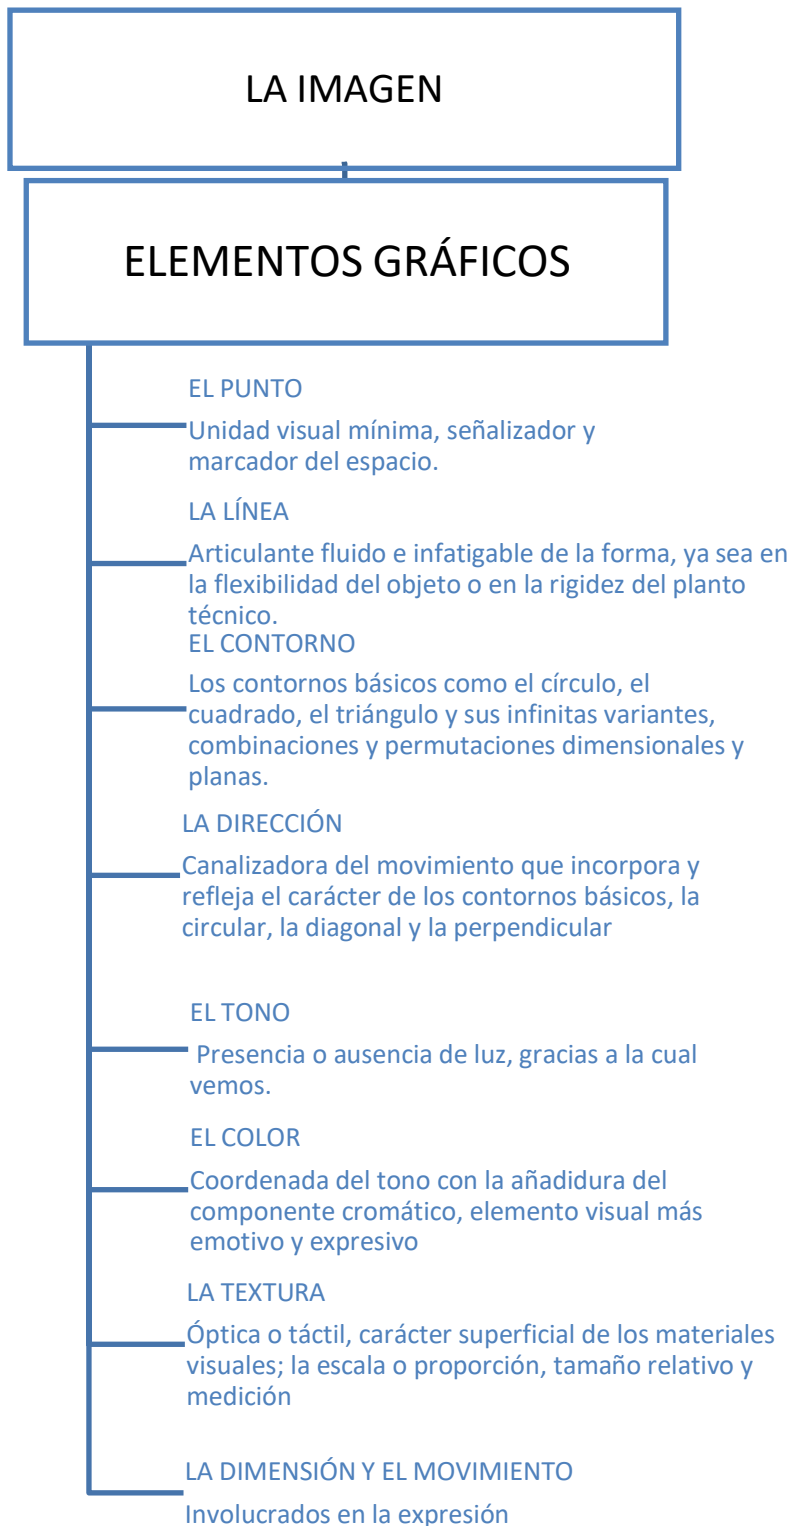 LA IMAGEN
ELEMENTOS GRÁFICOS
EL PUNTO
Unidad visual mínima, señalizador y
marcador del espacio.
LA LÍNEA
Articulante fluido e infatigable de la forma, ya sea en
la flexibilidad del objeto o en la rigidez del planto
técnico.
EL CONTORNO
Los contornos básicos como el círculo, el
cuadrado, el triángulo y sus infinitas variantes,
combinaciones y permutaciones dimensionales y
planas.
LA DIRECCIÓN
Canalizadora del movimiento que incorpora y
refleja el carácter de los contornos básicos, la
circular, la diagonal y la perpendicular
EL TONO
Presencia o ausencia de luz, gracias a la cual
vemos.
EL COLOR
Coordenada del tono con la añadidura del
componente cromático, elemento visual más
emotivo y expresivo
LA TEXTURA
Óptica o táctil, carácter superficial de los materiales
visuales; la escala o proporción, tamaño relativo y
medición
LA DIMENSIÓN Y EL MOVIMIENTO
Involucrados en la expresión